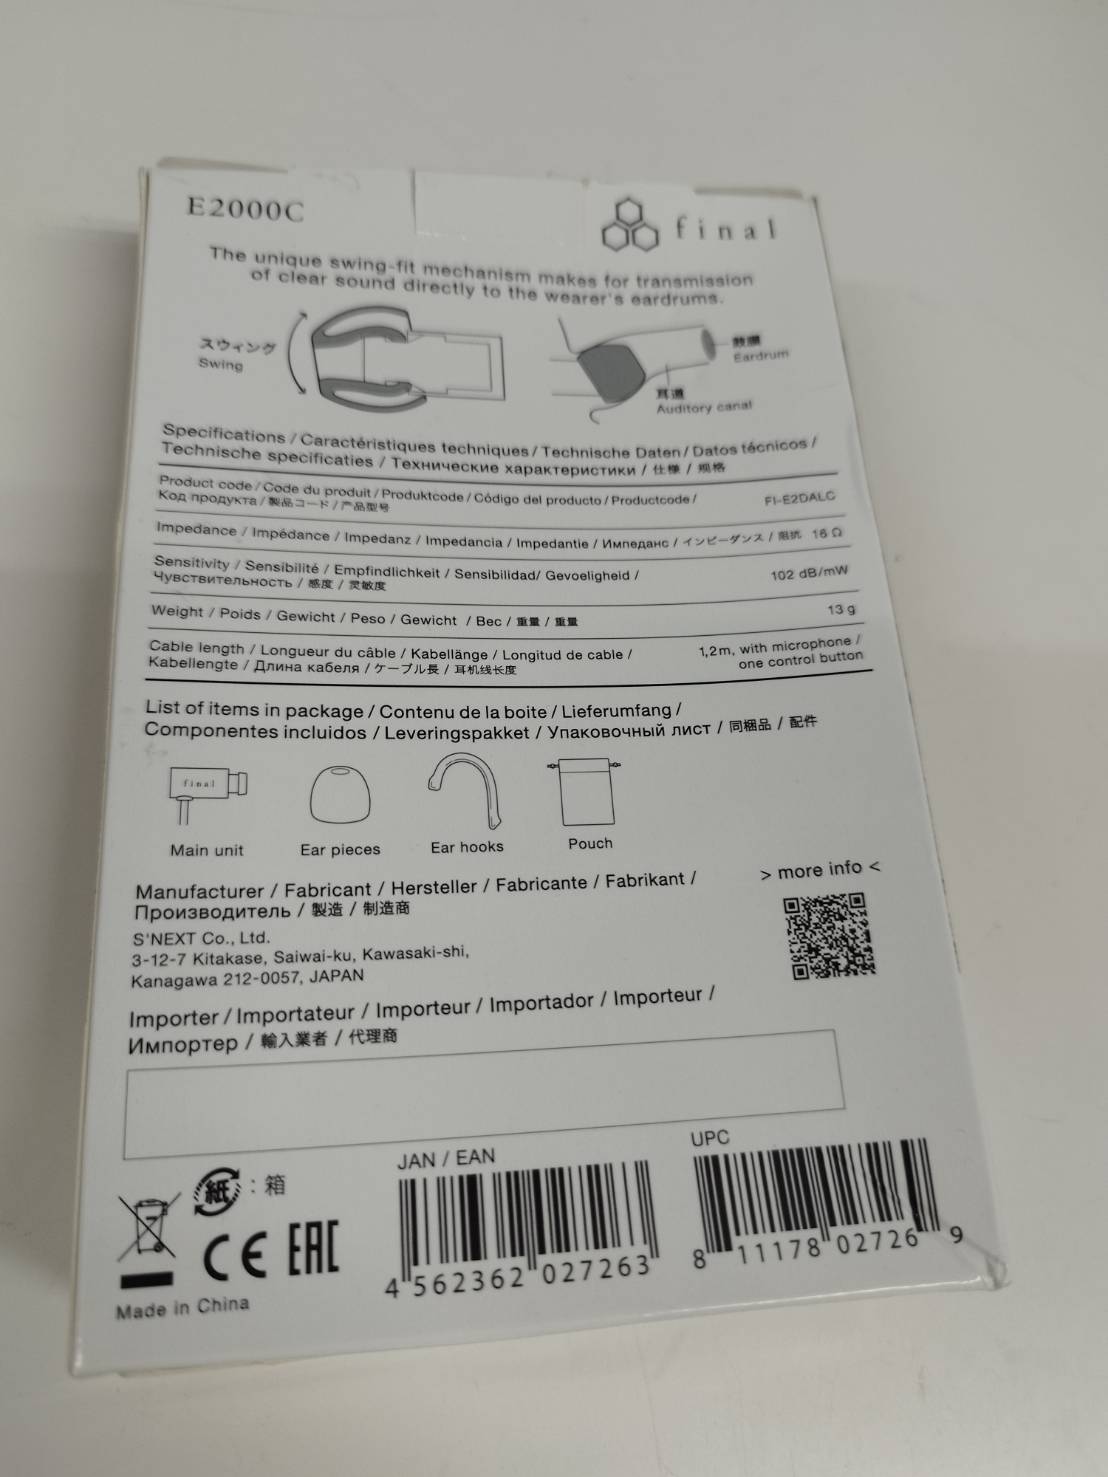 E2000C
final
The unique swing-fit mechanism makes for transmission
of clear sound directly to the wearer's eardrums.
スウィング
Swing
鼓膜
Eardrum
耳道
Auditory canal
Specifications / Caractéristiques techniques / Technische Daten / Datos técnicos /
Technische specificaties / Технические характеристики / 仕様 / 规格
Product code / Code du produit / Produktcode / Código del producto / Productcode /
Код продукта / 製品コード / 产品型号
FI-E2DALC
Impedance / Impédance / Impedanz / Impedancia / Impedantie / Импеданс / インピーダンス / 阻抗 16 Ω
Sensitivity / Sensibilité / Empfindlichkeit / Sensibilidad/ Gevoeligheid /
Чувствительность / 感度 / 灵敏度
102 dB/mW
Weight / Poids / Gewicht / Peso / Gewicht / Вес / 重量 / 重量
13 g
Cable length / Longueur du câble / Kabellänge / Longitud de cable /
Kabellengte / Длина кабеля / ケーブル長 / 耳机线长度
1,2m, with microphone /
one control button
List of items in package / Contenu de la boite / Lieferumfang /
Componentes incluidos / Leveringspakket / Упаковочный лист / 同梱品 / 配件
final
Main unit
Ear pieces
Ear hooks
Pouch
Manufacturer / Fabricant / Hersteller / Fabricante / Fabrikant /
Производитель / 製造 / 制造商
> more info <
S'NEXT Co., Ltd.
3-12-7 Kitakase, Saiwai-ku, Kawasaki-shi,
Kanagawa 212-0057, JAPAN
Importer / Importateur / Importeur / Importador / Importeur /
Импортер / 輸入業者 / 代理商
紙 : 箱
CE EAC
Made in China
JAN / EAN
4 562362 027263
UPC
8 11178 02726 9